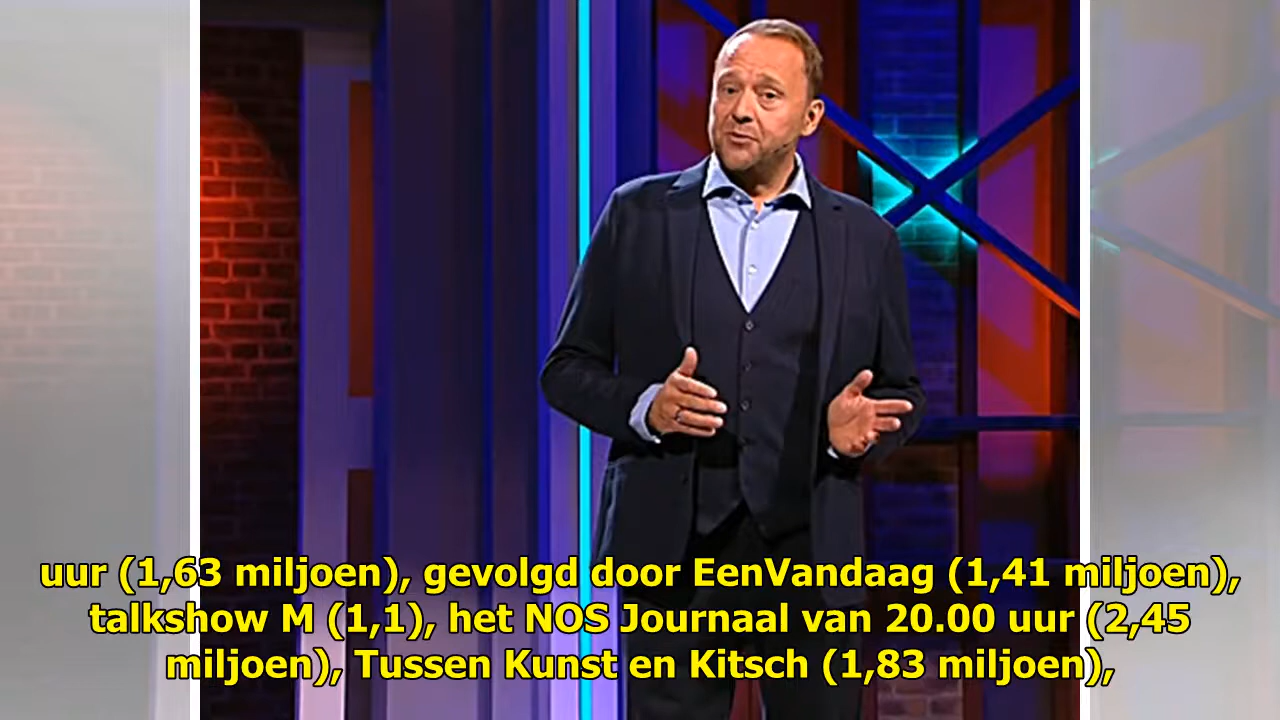 uur (1,63 miljoen), gevolgd door EenVandaag (1,41 miljoen),
talkshow M (1,1), het NOS Journaal van 20.00 uur (2,45
miljoen), Tussen Kunst en Kitsch (1,83 miljoen),